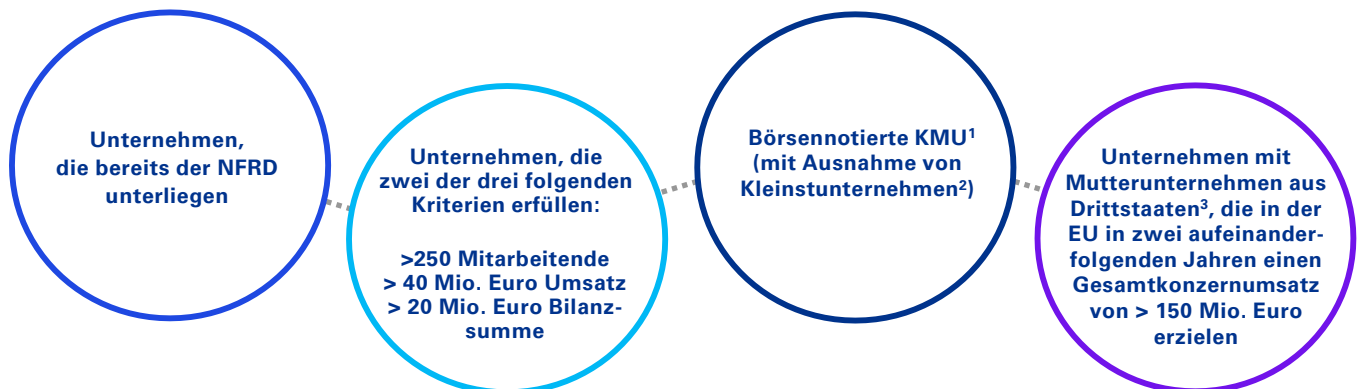 Unternehmen,
die bereits der NFRD
unterliegen
Unternehmen, die
zwei der drei folgenden
Kriterien erfüllen:
>250 Mitarbeitende
> 40 Mio. Euro Umsatz
> 20 Mio. Euro Bilanz-
summe
Börsennotierte KMU¹
(mit Ausnahme von
Kleinstunternehmen²)
Unternehmen mit
Mutterunternehmen aus
Drittstaaten³, die in der
EU in zwei aufeinander-
folgenden Jahren einen
Gesamtkonzernumsatz
von > 150 Mio. Euro
erzielen